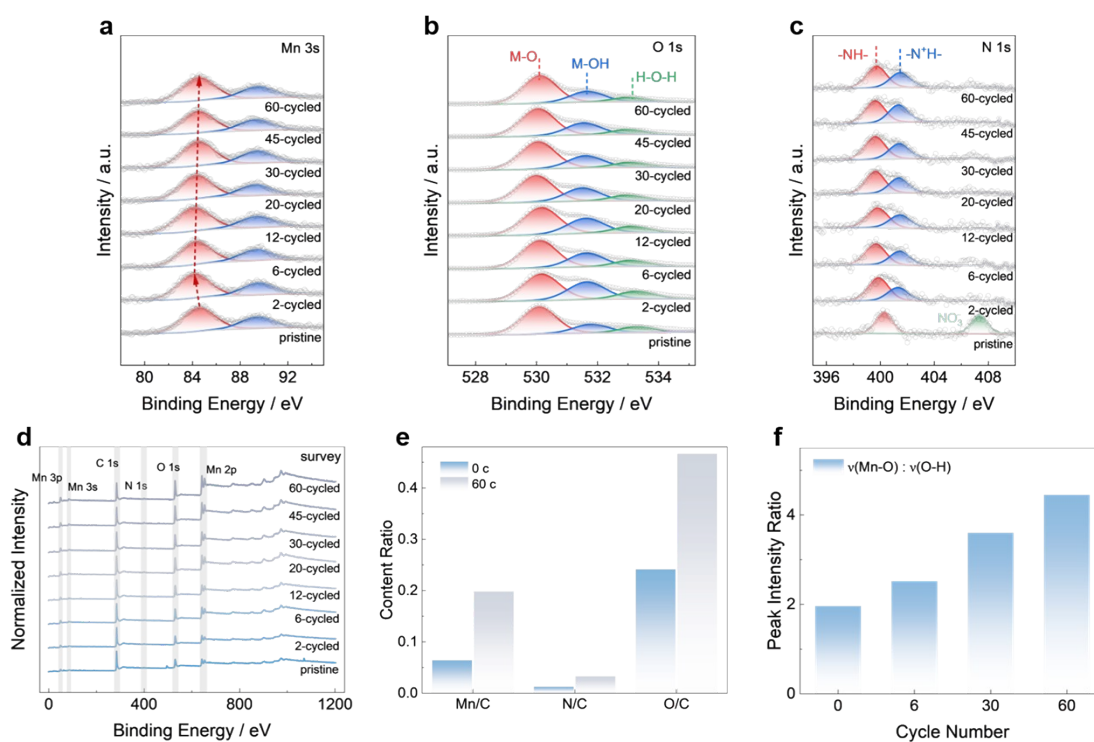 a
Mn 3s
60-cycled
45-cycled
30-cycled
20-cycled
12-cycled
6-cycled
2-cycled
pristine
Intensity / a.u.
80 84 88 92
Binding Energy / eV
b
O 1s
M-O
M-OH
H-O-H
60-cycled
45-cycled
30-cycled
20-cycled
12-cycled
6-cycled
2-cycled
pristine
Intensity / a.u.
528 530 532 534
Binding Energy / eV
c
N 1s
-NH-
-N⁺H-
60-cycled
45-cycled
30-cycled
20-cycled
12-cycled
6-cycled
2-cycled
NO₃⁻
pristine
Intensity / a.u.
396 400 404 408
Binding Energy / eV
d
survey
Mn 3p
Mn 3s
C 1s
N 1s
O 1s
Mn 2p
60-cycled
45-cycled
30-cycled
20-cycled
12-cycled
6-cycled
2-cycled
pristine
Normalized Intensity
0 400 800 1200
Binding Energy / eV
e
0 c
60 c
Content Ratio
0.4
0.3
0.2
0.1
0.0
Mn/C N/C O/C
f
ν(Mn-O) : ν(O-H)
Peak Intensity Ratio
4
2
0
0 6 30 60
Cycle Number